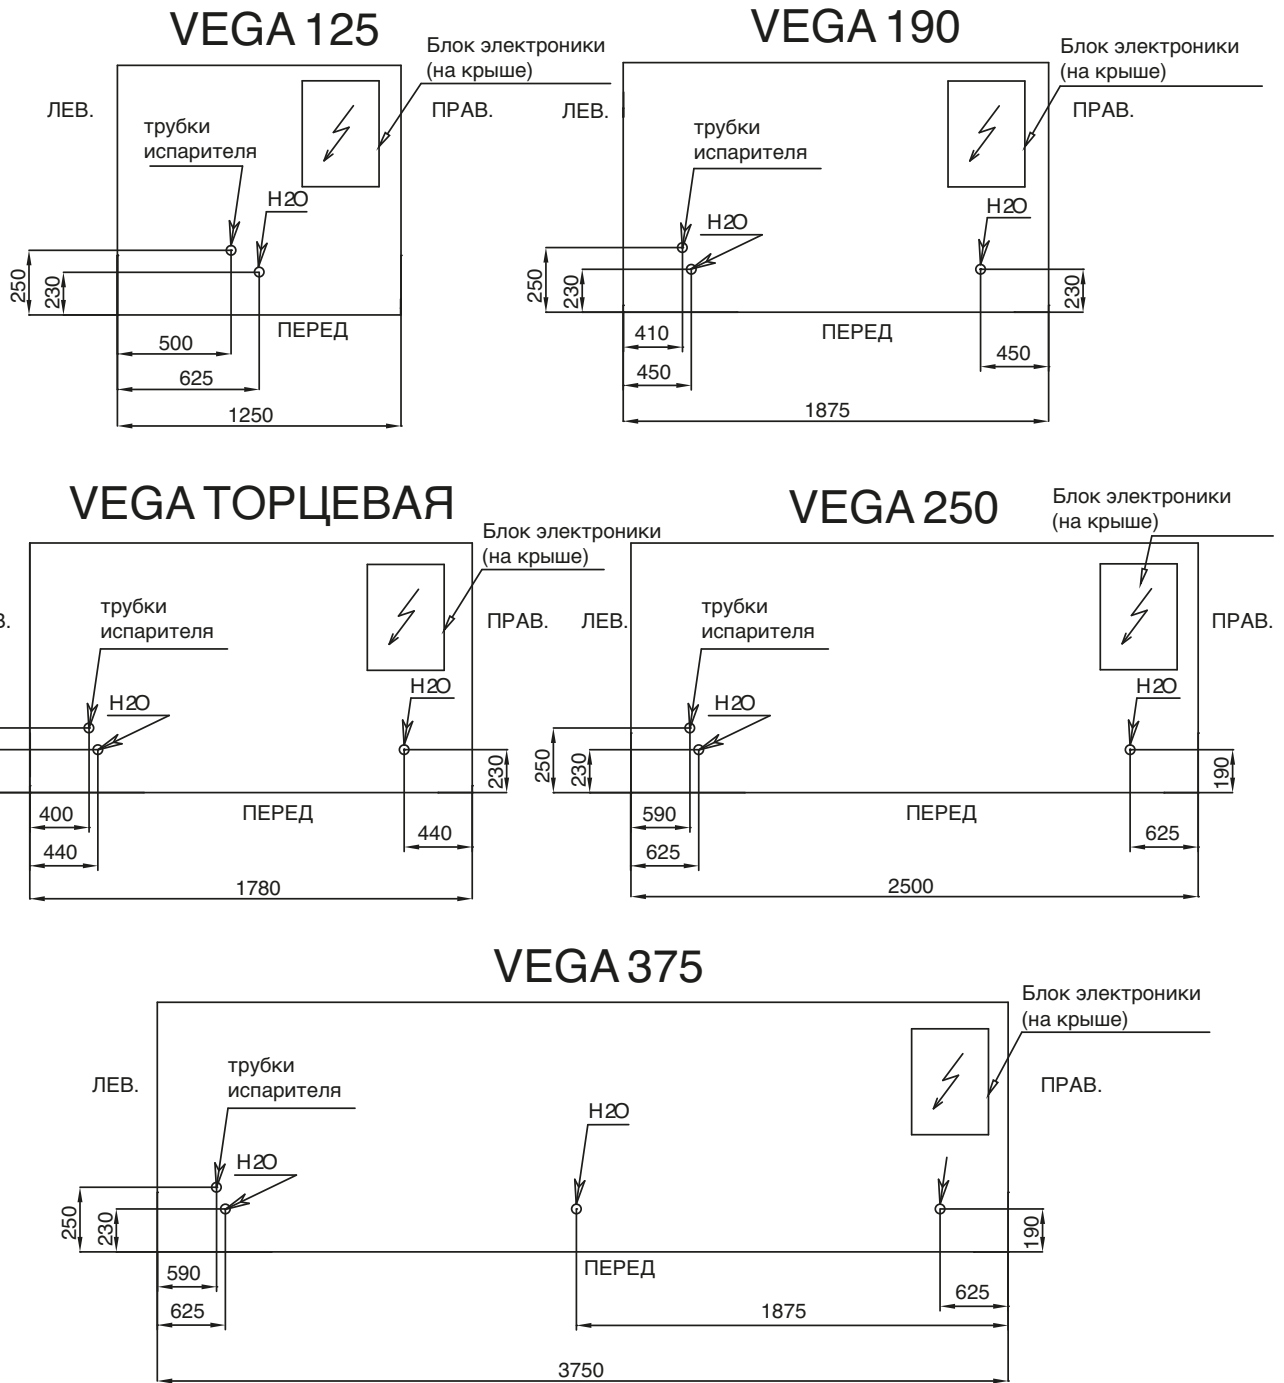 VEGA 125
Блок электроники
(на крыше)
ЛЕВ.
ПРАВ.
трубки
испарителя
H2O
250
230
ПЕРЕД
500
625
1250
VEGA 190
Блок электроники
(на крыше)
ЛЕВ.
ПРАВ.
трубки
испарителя
H2O
H2O
250
230
230
ПЕРЕД
410
450
450
1875
VEGA ТОРЦЕВАЯ
Блок электроники
(на крыше)
В.
ПРАВ.
трубки
испарителя
H2O
H2O
230
ПЕРЕД
400
440
440
1780
VEGA 250
Блок электроники
(на крыше)
ЛЕВ.
ПРАВ.
трубки
испарителя
H2O
H2O
250
230
190
ПЕРЕД
590
625
625
2500
VEGA 375
Блок электроники
(на крыше)
ЛЕВ.
ПРАВ.
трубки
испарителя
H2O
H2O
250
230
190
ПЕРЕД
590
625
625
1875
3750